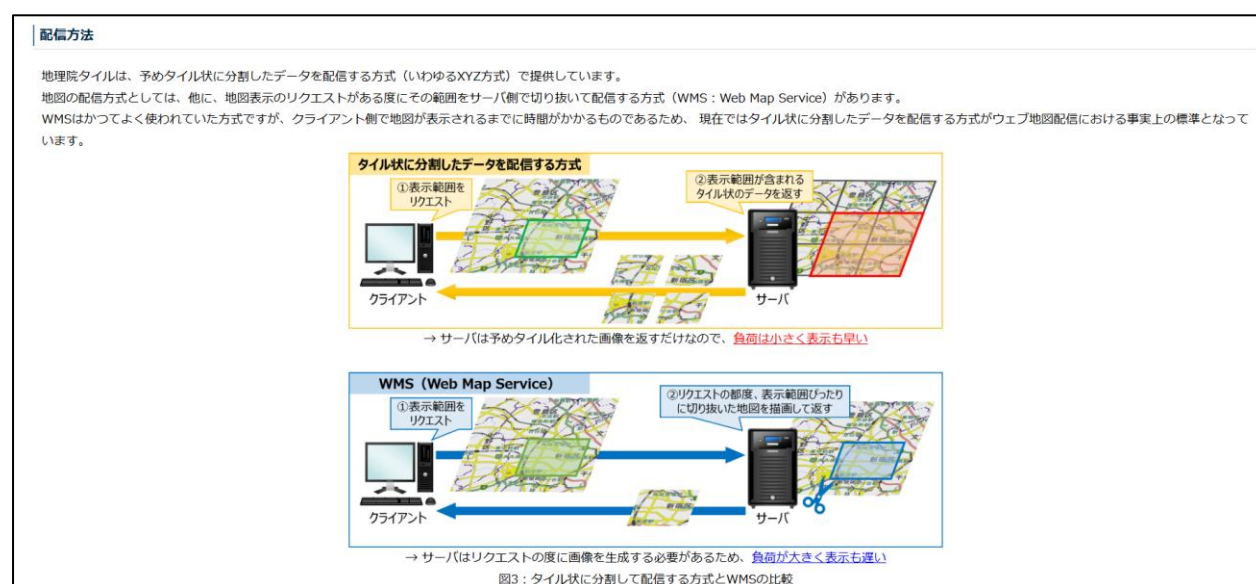 配信方法
地理院タイルは、予めタイル状に分割したデータを配信する方式（いわゆるXYZ方式）で提供しています。
地図の配信方式としては、他に、地図表示のリクエストがある度にその範囲をサーバ側で切り抜いて配信する方式（WMS：Web Map Service）があります。
WMSはかつてよく使われていた方式ですが、クライアント側で地図が表示されるまでに時間がかかるものであるため、 現在ではタイル状に分割したデータを配信する方式がウェブ地図配信における事実上の標準となって
います。
タイル状に分割したデータを配信する方式
①表示範囲を
リクエスト
②表示範囲が含まれる
タイル状のデータを返す
クライアント
サーバ
→ サーバは予めタイル化された画像を返すだけなので、負荷は小さく表示も早い
WMS（Web Map Service）
①表示範囲を
リクエスト
②リクエストの都度、表示範囲ぴったり
に切り抜いた地図を描画して返す
クライアント
サーバ
→ サーバはリクエストの度に画像を生成する必要があるため、負荷が大きく表示も遅い
図3：タイル状に分割して配信する方式とWMSの比較